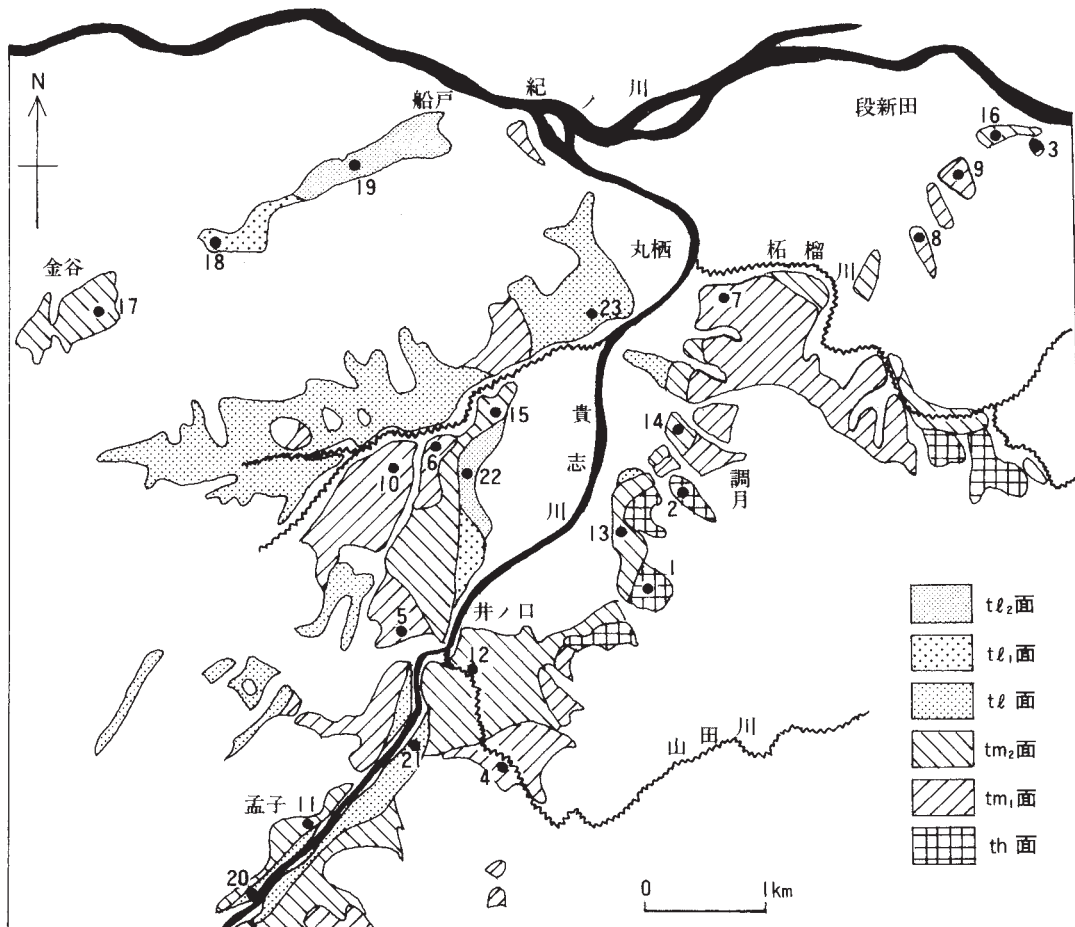 N
紀ノ川
船戸
段新田
16
3
9
19
8
18
丸栖
柘榴川
金谷
17
7
23
貴志川
15
14
6
10
22
調月
2
13
1
5
井ノ口
12
21
4
山田川
孟子
11
20
tℓ₂面
tℓ₁面
tℓ面
tm₂面
tm₁面
th面
0
1km